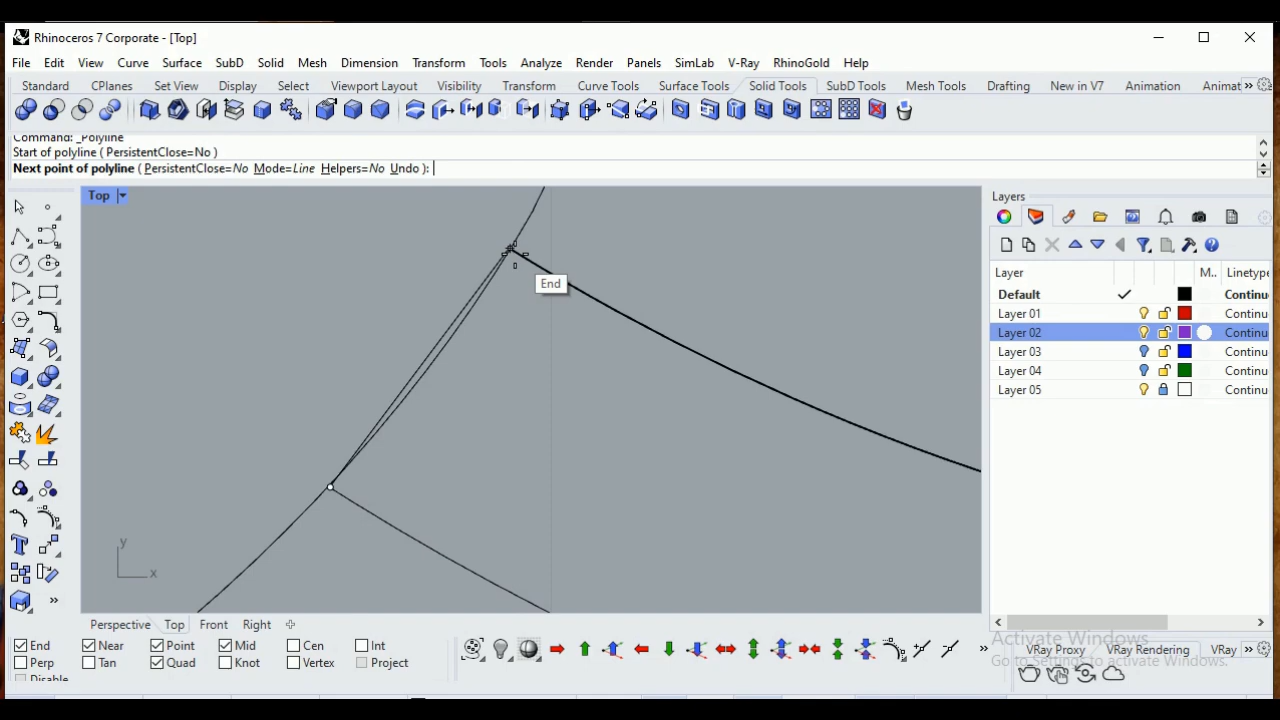 Rhinoceros 7 Corporate - [Top]
File Edit View Curve Surface SubD Solid Mesh Dimension Transform Tools Analyze Render Panels SimLab V-Ray RhinoGold Help
Standard CPlanes Set View Display Select Viewport Layout Visibility Transform Curve Tools Surface Tools Solid Tools SubD Tools Mesh Tools Drafting New in V7 Animation Animat »
Command: _Polyline
Start of polyline ( PersistentClose=No )
Next point of polyline ( PersistentClose=No Mode=Line Helpers=No Undo ):
Top
Layers
Layer M.. Linetype
Default Continu
Layer 01 Continu
Layer 02 Continu
Layer 03 Continu
Layer 04 Continu
Layer 05 Continu
End
y
x
»
Perspective Top Front Right
End Near Point Mid Cen Int
Perp Tan Quad Knot Vertex Project
Disable
»
Activate Windows
Go to Settings to activate Windows.
VRay Proxy VRay Rendering VRay »